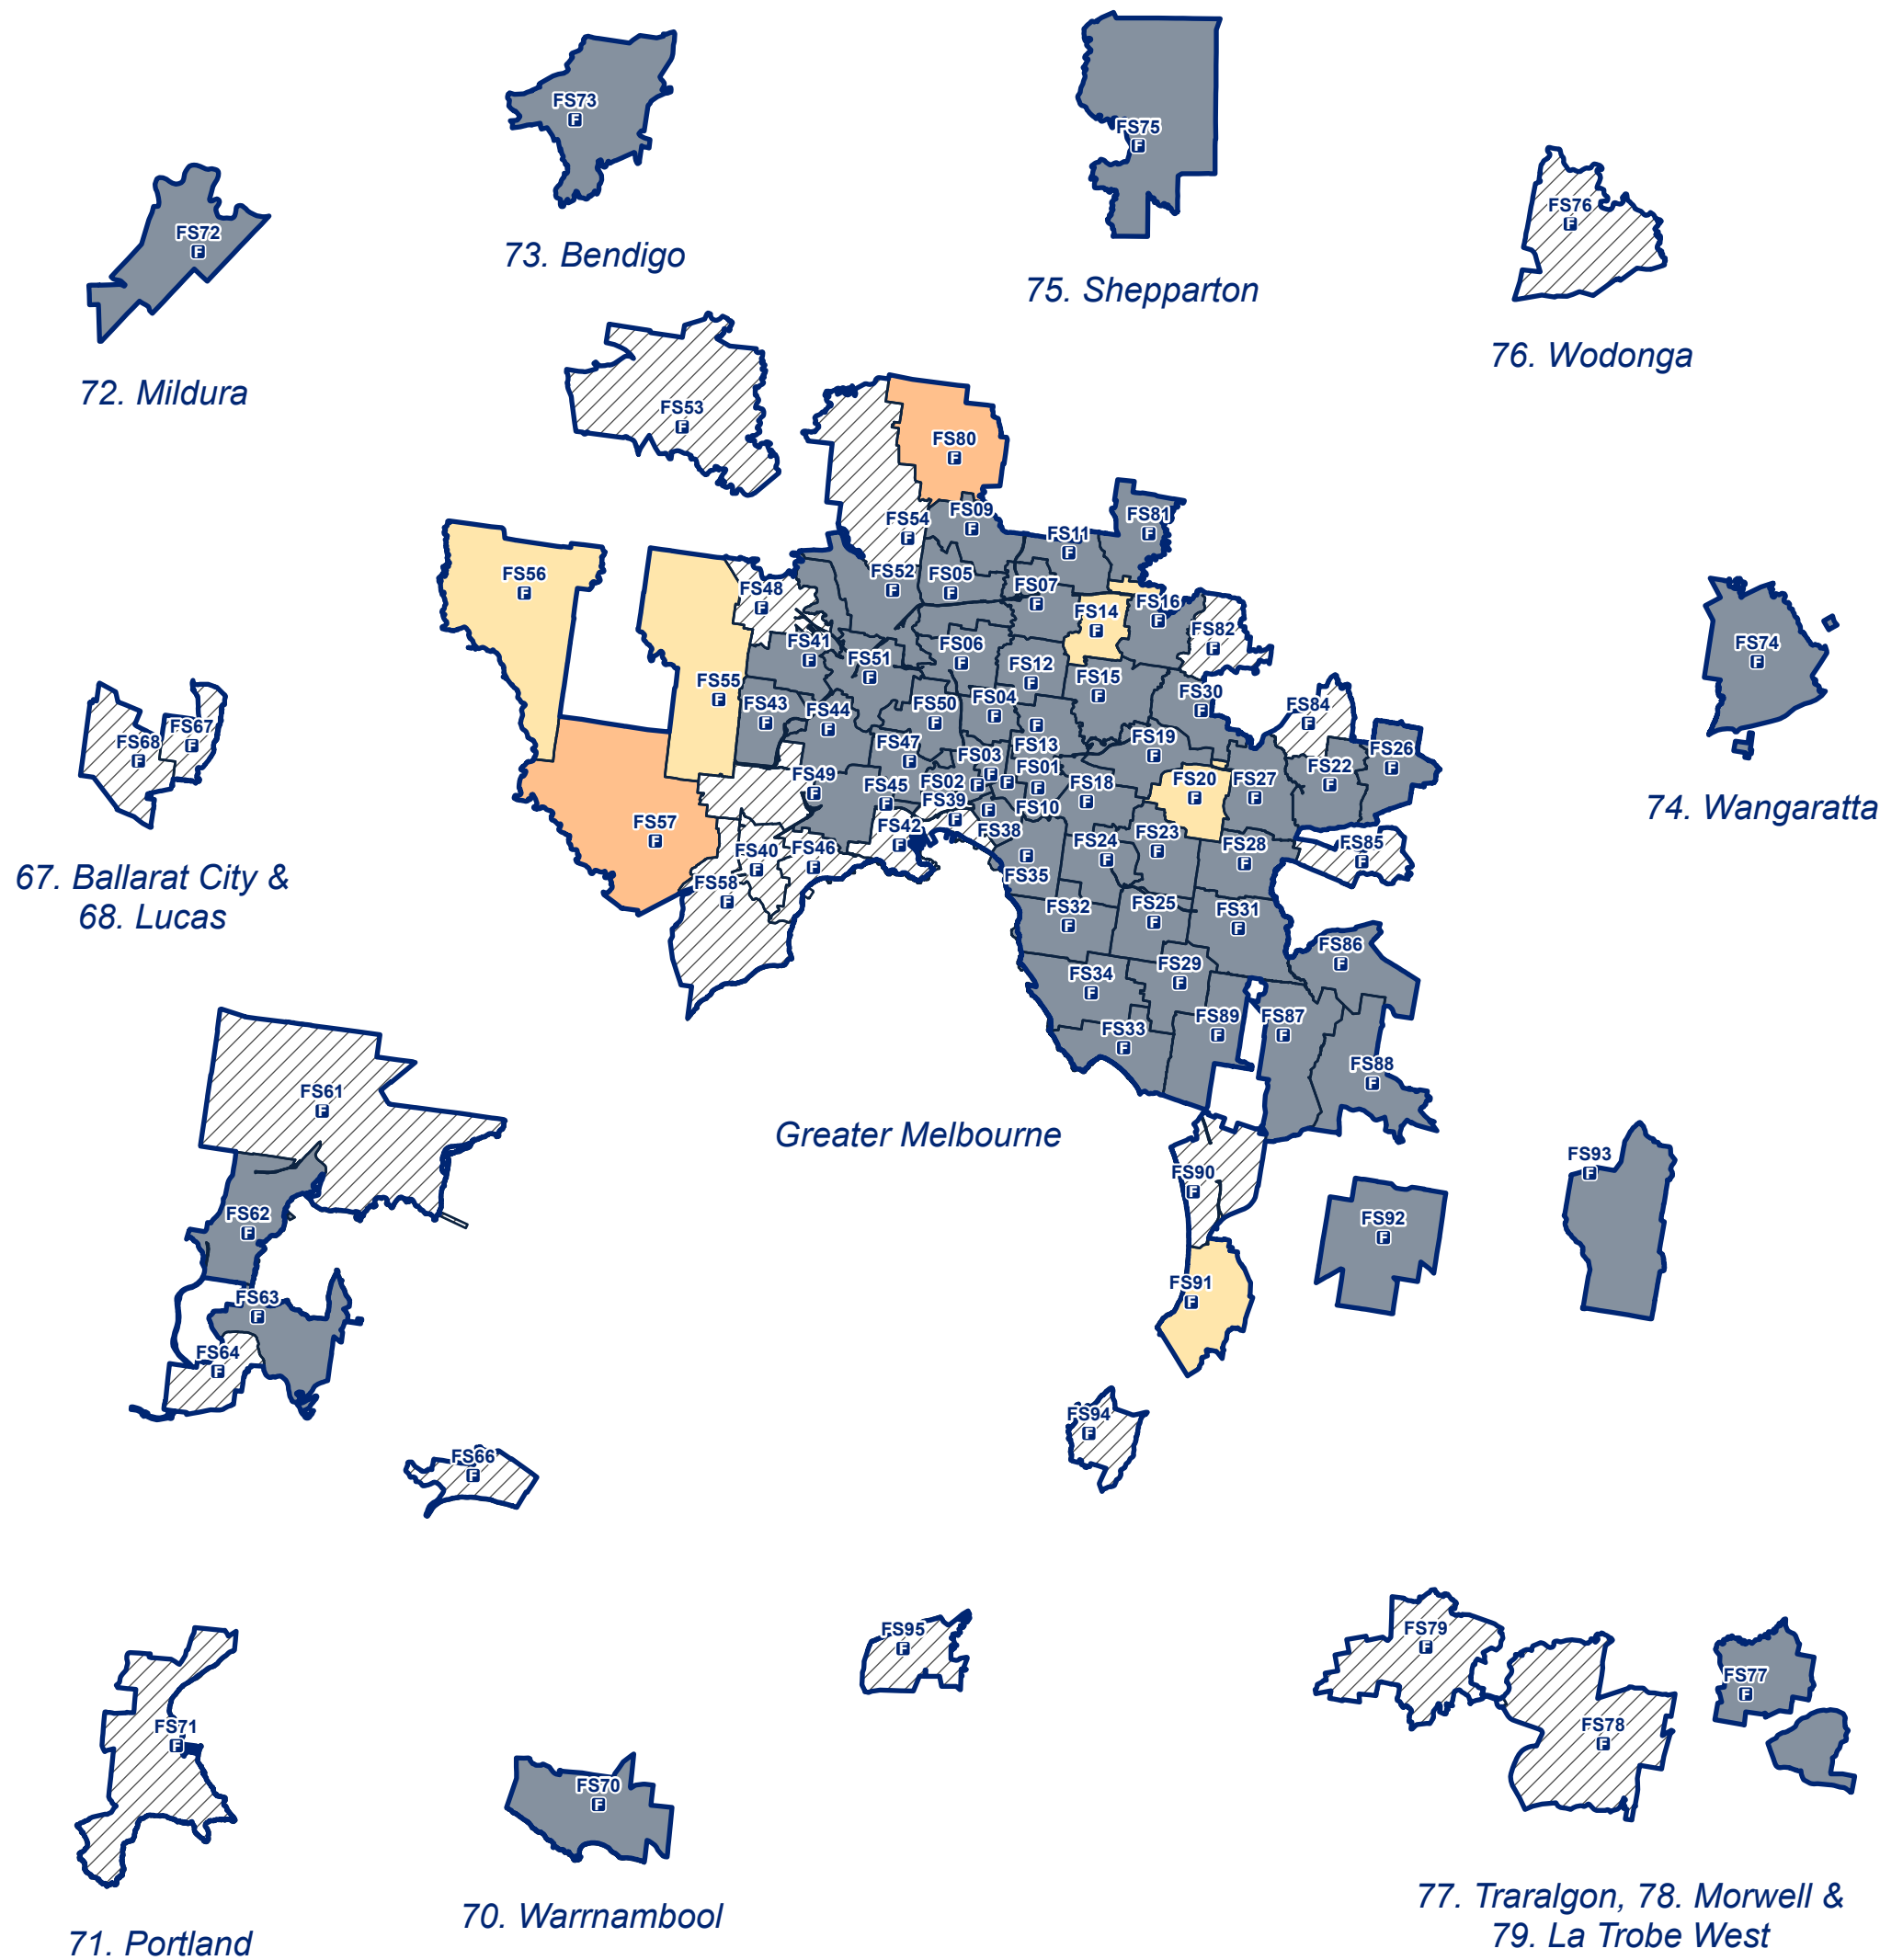 FS73
F
FS75
F
FS76
F
FS72
F
73. Bendigo
75. Shepparton
76. Wodonga
72. Mildura
FS53
F
FS80
F
FS54
F
FS09
F
FS81
F
FS11
F
FS56
F
FS48
F
FS52
F
FS05
F
FS07
F
FS14
F
FS16
F
FS82
F
FS74
F
FS41
F
FS51
F
FS06
F
FS12
F
FS15
F
FS55
F
FS43
F
FS44
F
FS50
F
FS04
F
F
FS13
FS30
F
FS84
F
FS67
F
FS68
F
FS47
F
FS03
F
FS19
F
FS26
F
FS49
F
FS45
F
FS02
F
F
FS01
F
FS18
F
FS20
F
FS27
F
FS22
F
74. Wangaratta
FS39
F
F
FS10
FS57
F
FS42
F
FS38
FS40
F
FS46
F
F
FS35
FS24
F
FS23
F
FS28
F
FS85
F
67. Ballarat City &
68. Lucas
FS58
F
FS32
F
FS25
F
FS31
F
FS86
F
FS34
F
FS29
F
FS33
F
FS89
F
FS87
F
FS88
F
FS61
F
Greater Melbourne
FS93
F
FS90
F
FS62
F
FS92
F
FS63
F
FS91
F
FS64
F
FS94
F
FS66
F
FS95
F
FS79
F
FS77
F
FS71
F
FS78
F
FS70
F
77. Traralgon, 78. Morwell &
79. La Trobe West
70. Warrnambool
71. Portland